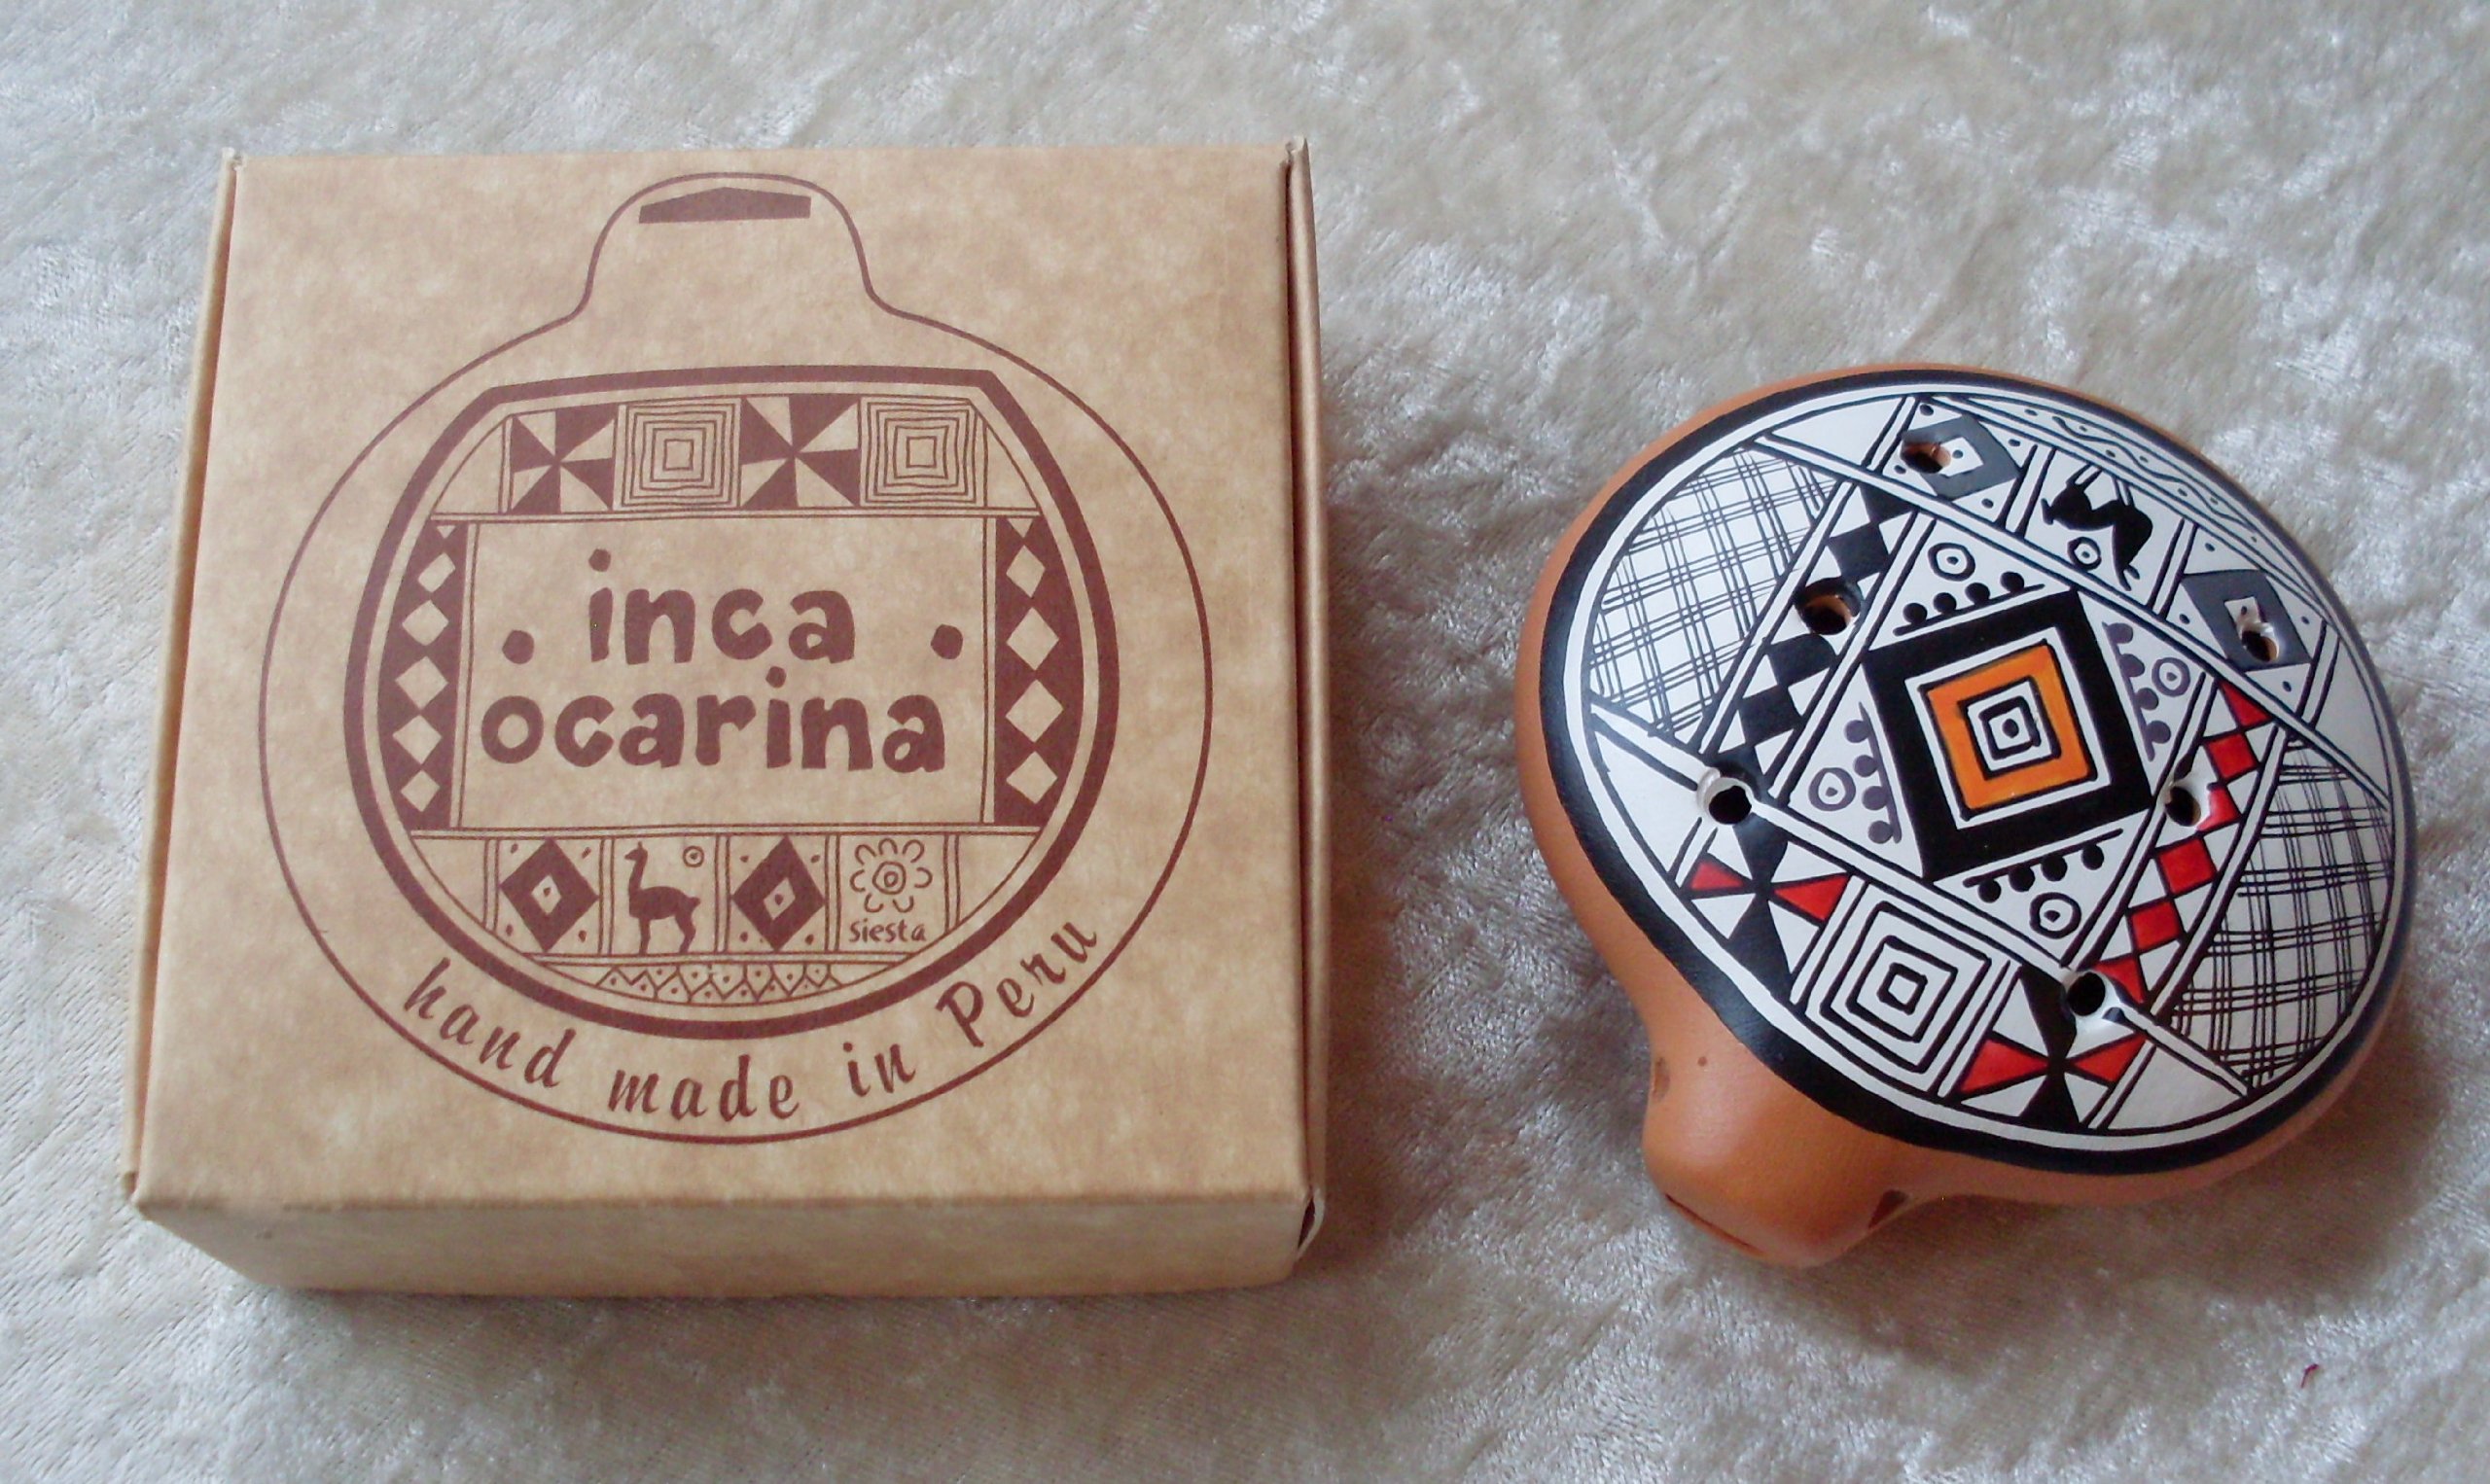 inca
ocarina
siesta
hand made in Peru